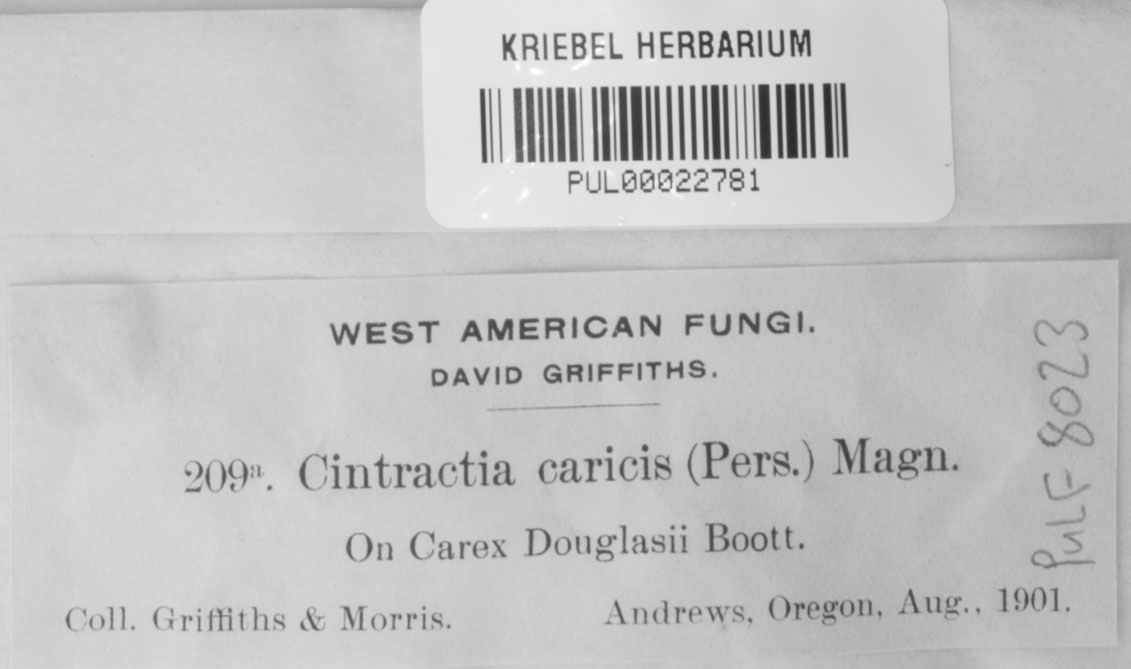 KRIEBEL HERBARIUM
PUL00022781
WEST AMERICAN FUNGI.
DAVID GRIFFITHS.
209a. Cintractia caricis (Pers.) Magn.
On Carex Douglasii Boott.
Coll. Griffiths & Morris. Andrews, Oregon, Aug., 1901.
PULF 8023